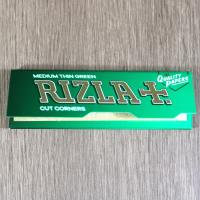 MEDIUM THIN GREEN
QUALITY PAPERS
RIZLA+.
CUT CORNERS